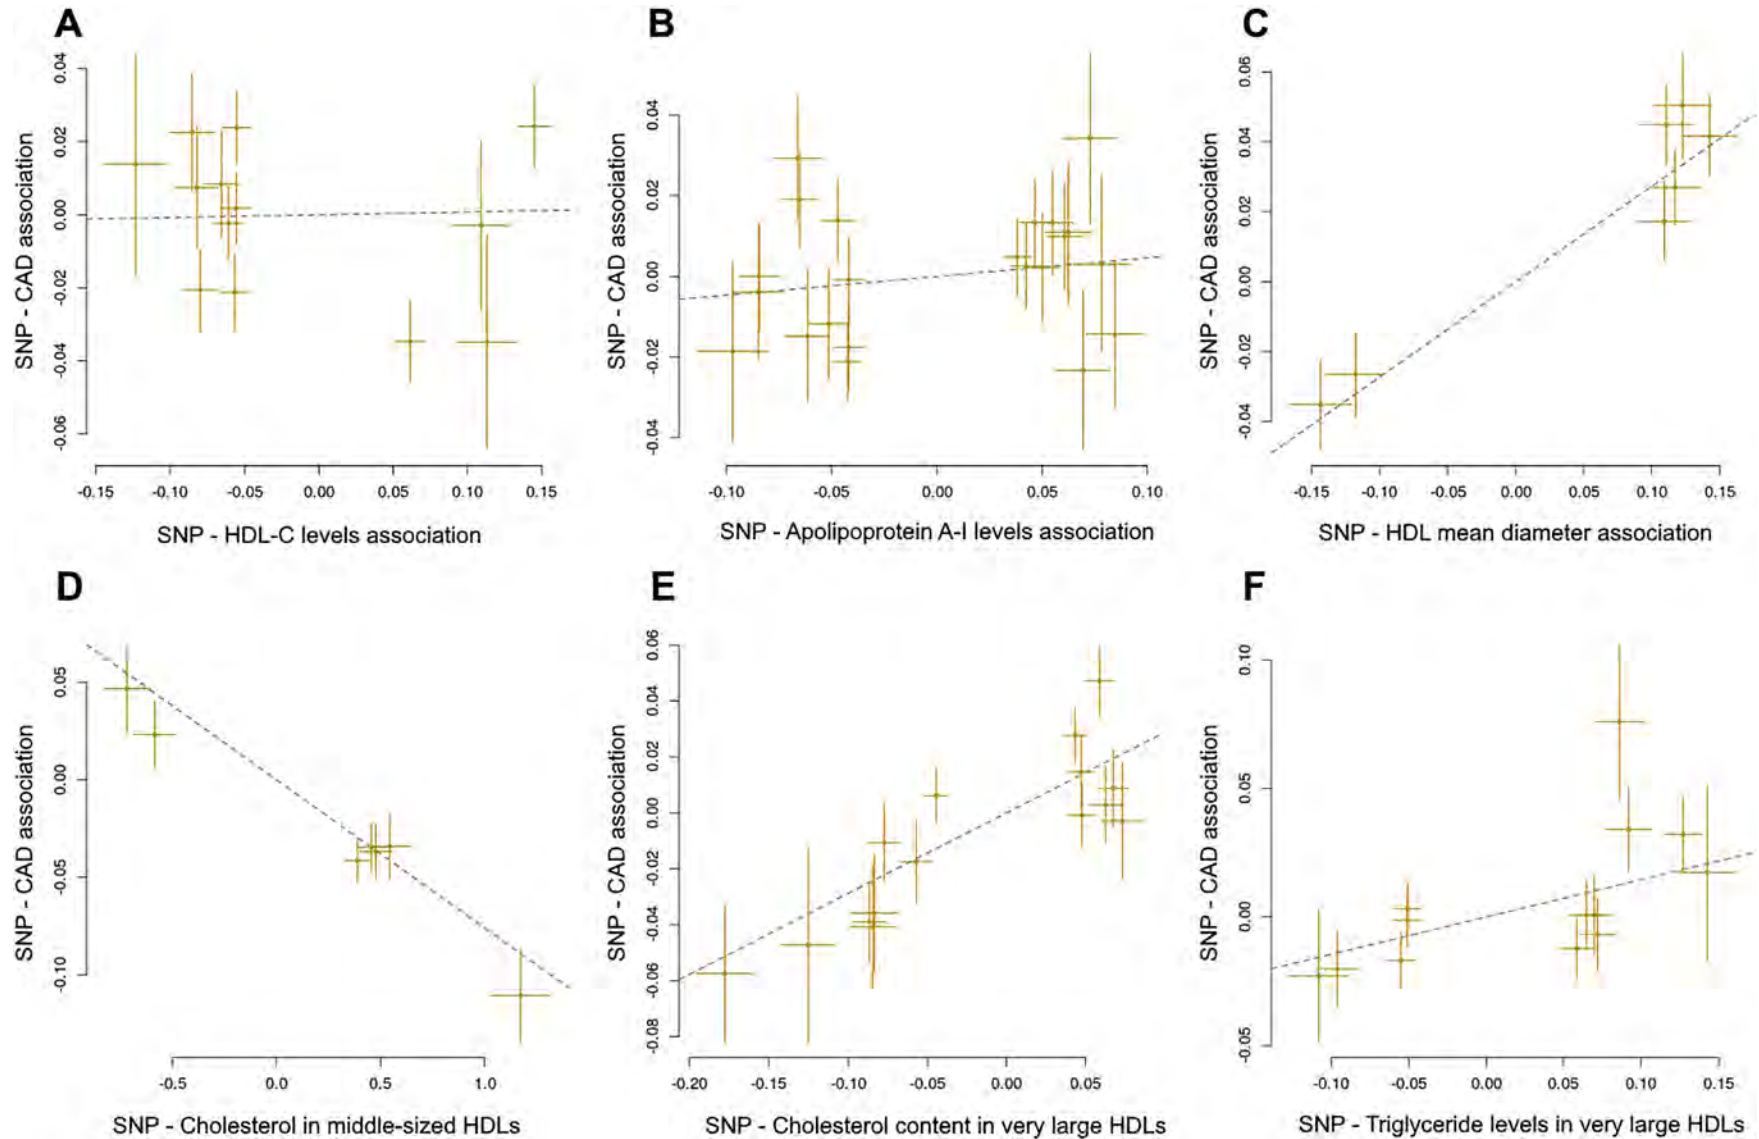 A
SNP - CAD association
0.04
0.02
0.00
-0.02
-0.04
-0.06
-0.15 -0.10 -0.05 0.00 0.05 0.10 0.15
SNP - HDL-C levels association
B
SNP - CAD association
0.04
0.02
0.00
-0.02
-0.04
-0.10 -0.05 0.00 0.05 0.10
SNP - Apolipoprotein A-I levels association
C
SNP - CAD association
0.06
0.04
0.02
0.00
-0.02
-0.04
-0.15 -0.10 -0.05 0.00 0.05 0.10 0.15
SNP - HDL mean diameter association
D
SNP - CAD association
0.05
0.00
-0.05
-0.10
-0.5 0.0 0.5 1.0
SNP - Cholesterol in middle-sized HDLs
E
SNP - CAD association
0.06
0.04
0.02
0.00
-0.02
-0.04
-0.06
-0.08
-0.20 -0.15 -0.10 -0.05 0.00 0.05
SNP - Cholesterol content in very large HDLs
F
SNP - CAD association
0.10
0.05
0.00
-0.05
-0.10 -0.05 0.00 0.05 0.10 0.15
SNP - Triglyceride levels in very large HDLs